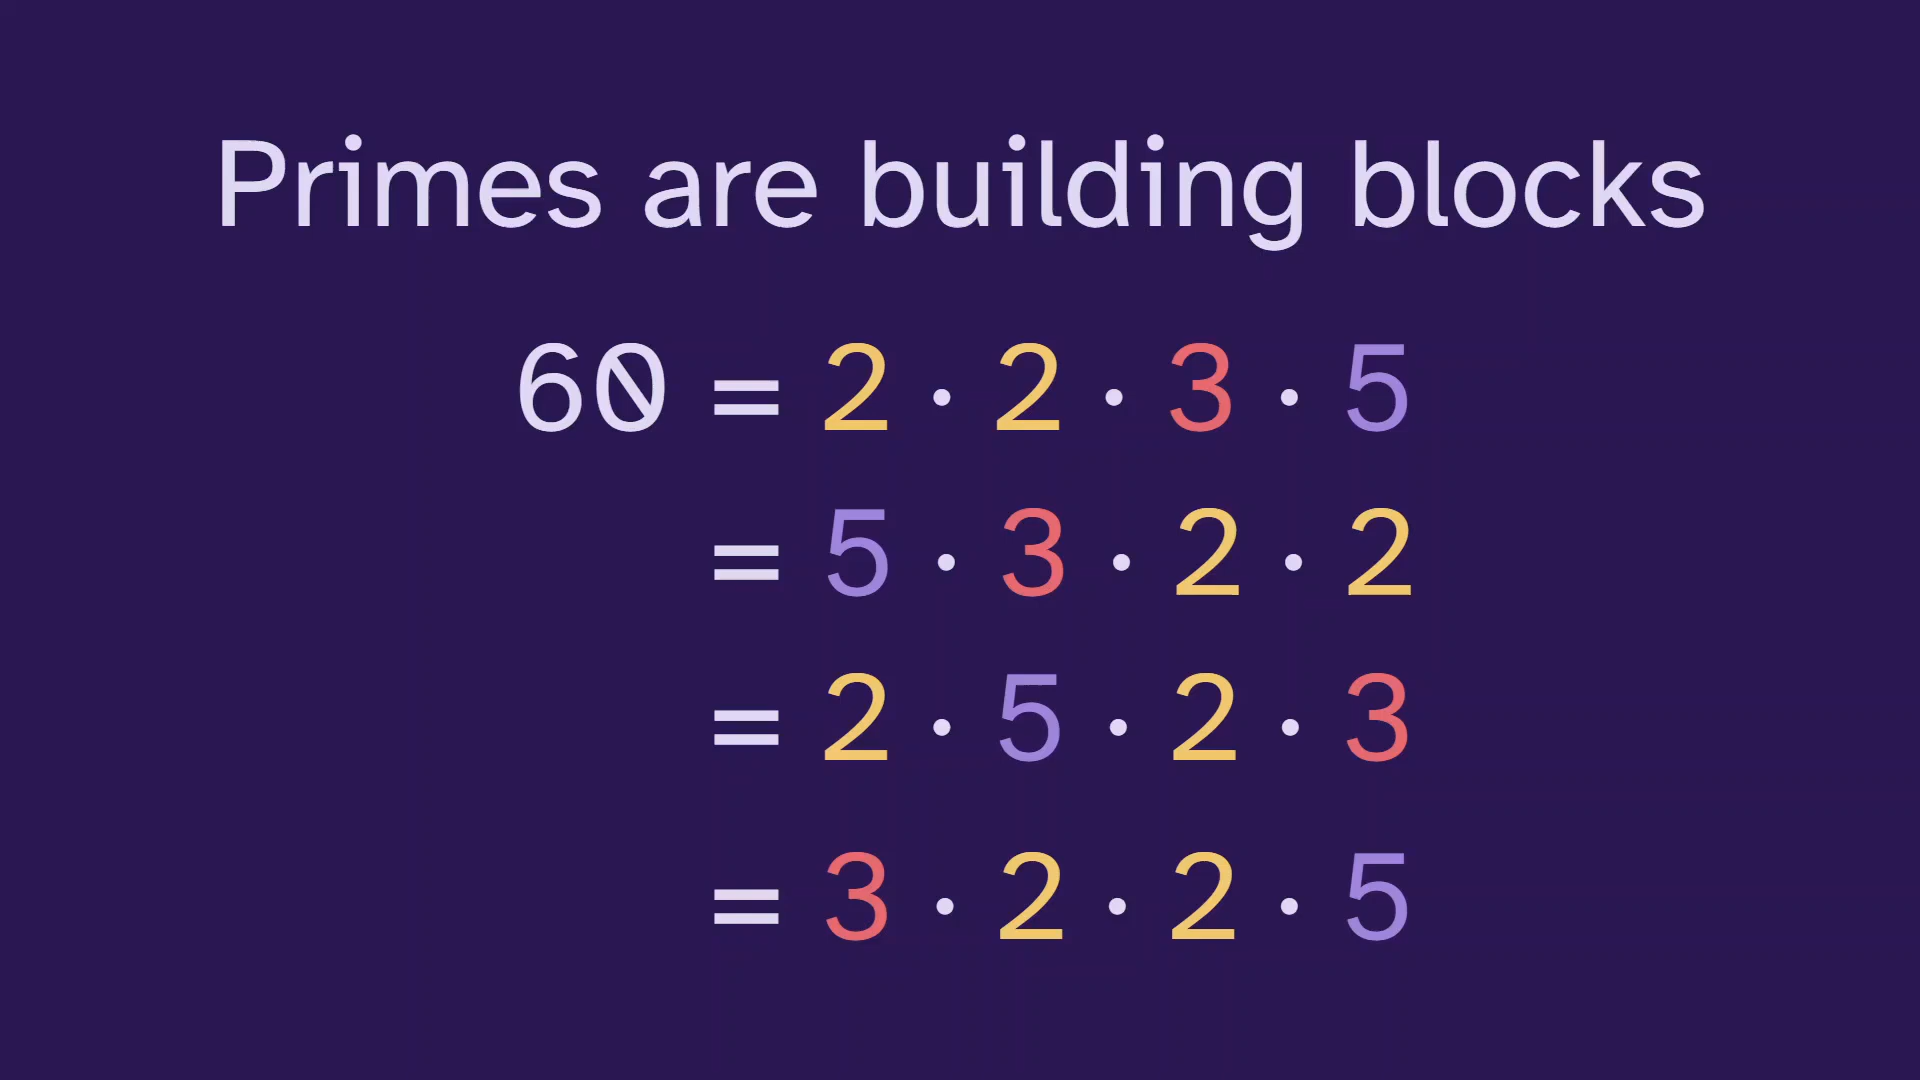 Primes are building blocks
60 = 2 · 2 · 3 · 5
= 5 · 3 · 2 · 2
= 2 · 5 · 2 · 3
= 3 · 2 · 2 · 5